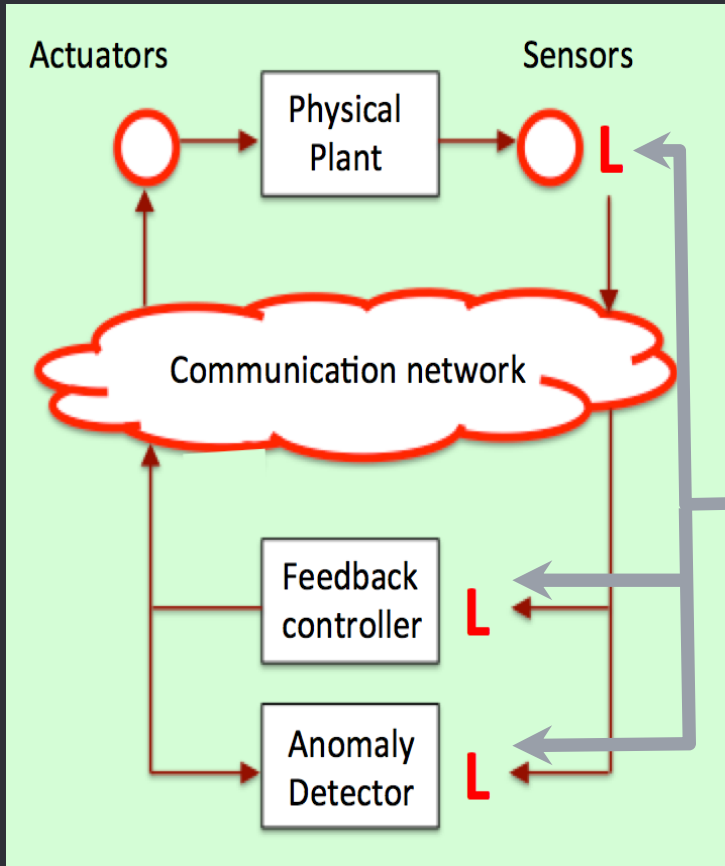 Actuators
Sensors
Physical
Plant
L
Communication network
Feedback
controller
L
Anomaly
Detector
L